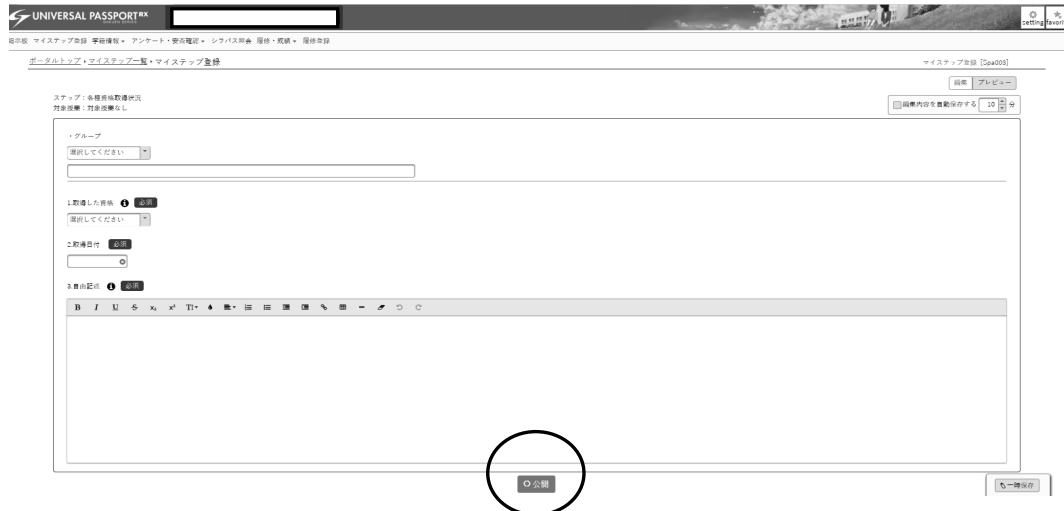 UNIVERSAL PASSPORT RX
setting favorit
掲示板 マイステップ登録 学籍情報 アンケート・安否確認 シラバス照会 履修・成績 履修登録
ポータルトップ › マイステップ一覧 › マイステップ登録
マイステップ登録 [Spa003]
編集 プレビュー
ステップ:各種資格取得状況
対象授業:対象授業なし
編集内容を自動保存する 10 分
・グループ
選択してください
1.取得した資格 必須
選択してください
2.取得日付 必須
3.自由記述 必須
B I U S x₂ x² TI
公開
一時保存